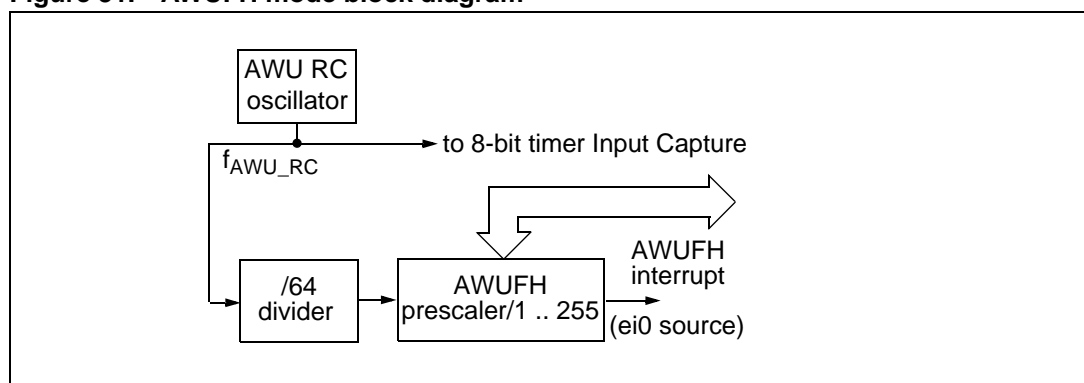 Figure AWUFH mode block diagram
AWU RC
oscillator
to 8-bit timer Input Capture
fAWU_RC
/64
divider
AWUFH
prescaler/1 .. 255
AWUFH
interrupt
(ei0 source)